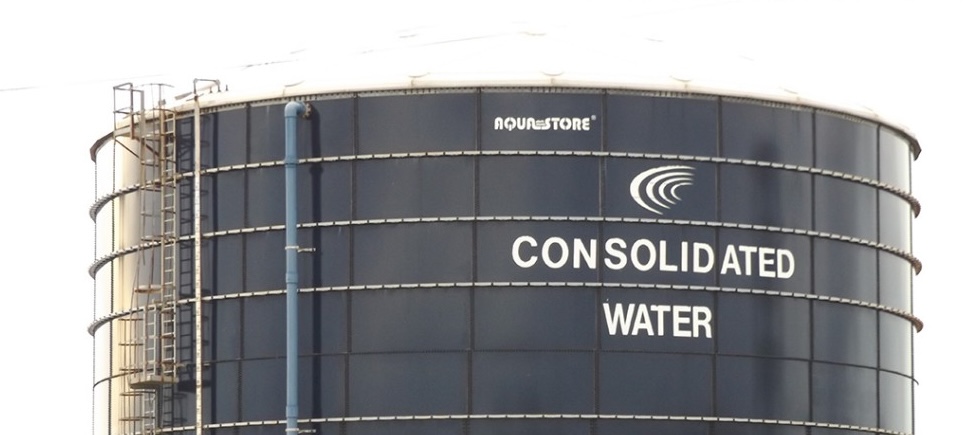 AQUASTORE®
CONSOLIDATED
WATER